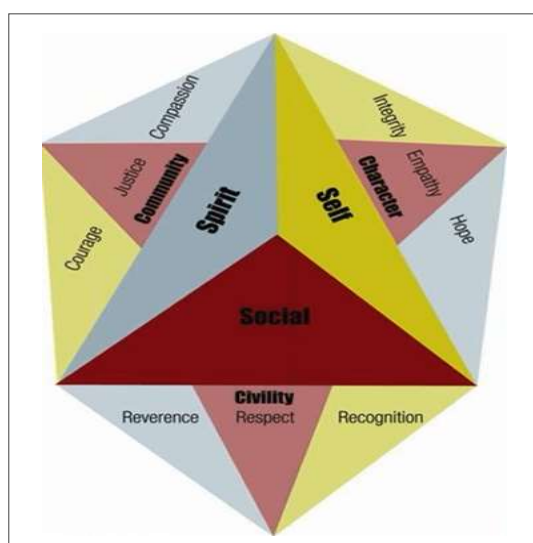 Compassion
Justice
Community
Courage
Spirit
Integrity
Empathy
Character
Hope
Self
Social
Civility
Reverence Respect Recognition